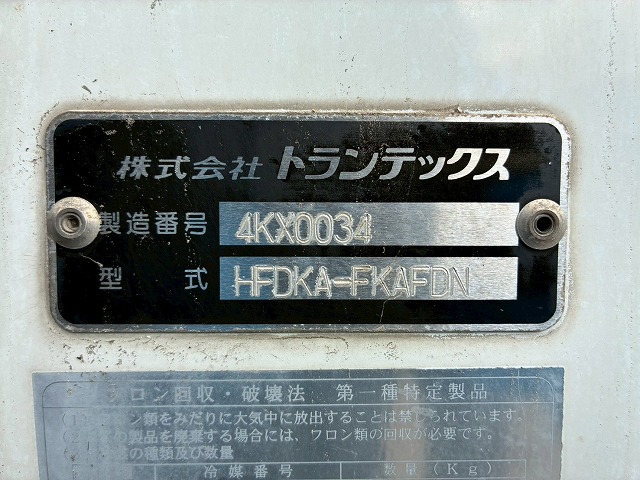 株式会社 トランテックス
製造番号 4KX0034
型式 HFDKA-FKAFDN
フロン回収・破壊法 第一種特定製品
ン類をみだりに大気中に放出することは禁じられています。
の製品を廃棄する場合には、フロン類の回収が必要です。
の種類及び数量
冷媒番号 数量(Kg)